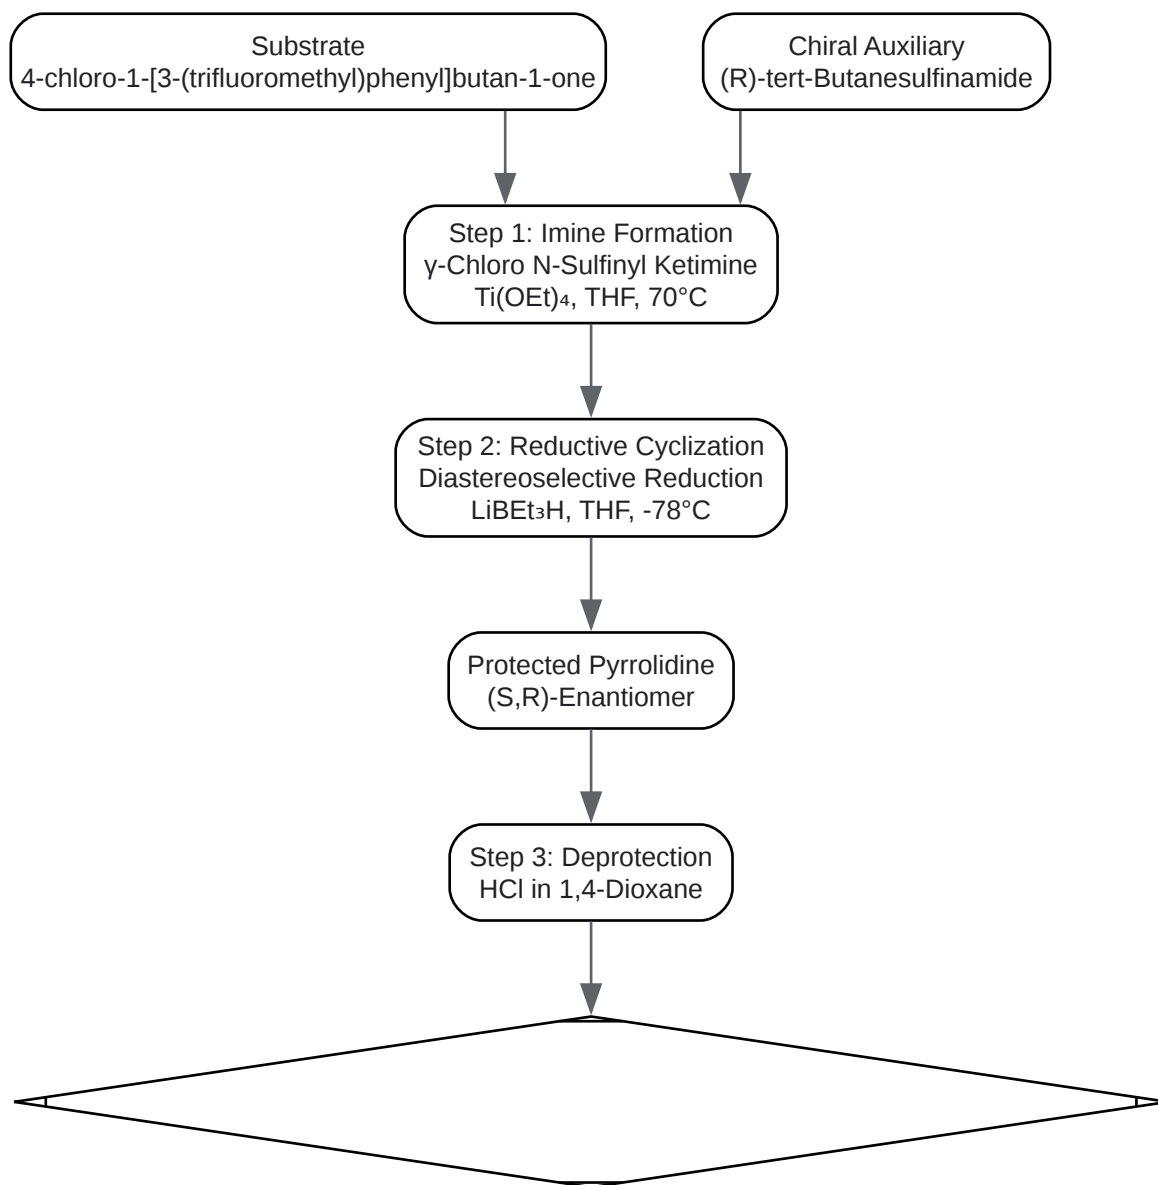 Substrate
4-chloro-1-[3-(trifluoromethyl)phenyl]butan-1-one
Chiral Auxiliary
(R)-tert-Butanesulfinamide
Step 1: Imine Formation
γ-Chloro N-Sulfinyl Ketimine
Ti(OEt)₄, THF, 70°C
Step 2: Reductive Cyclization
Diastereoselective Reduction
LiBEt₃H, THF, -78°C
Protected Pyrrolidine
(S,R)-Enantiomer
Step 3: Deprotection
HCl in 1,4-Dioxane